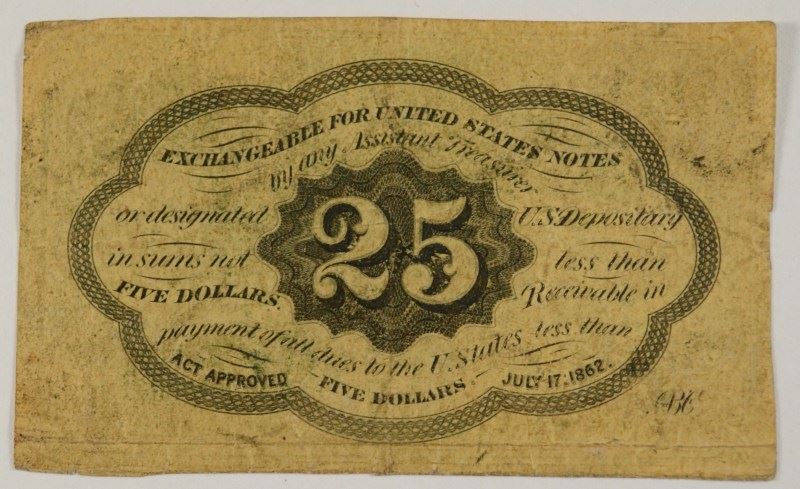 EXCHANGEABLE FOR UNITED STATES NOTES
by any Assistant Treasurer
or designated U.S. Depositary
in sums not less than
FIVE DOLLARS. Receivable in
payment of all dues to the U. States less than
FIVE DOLLARS.
25
ACT APPROVED JULY 17. 1862.